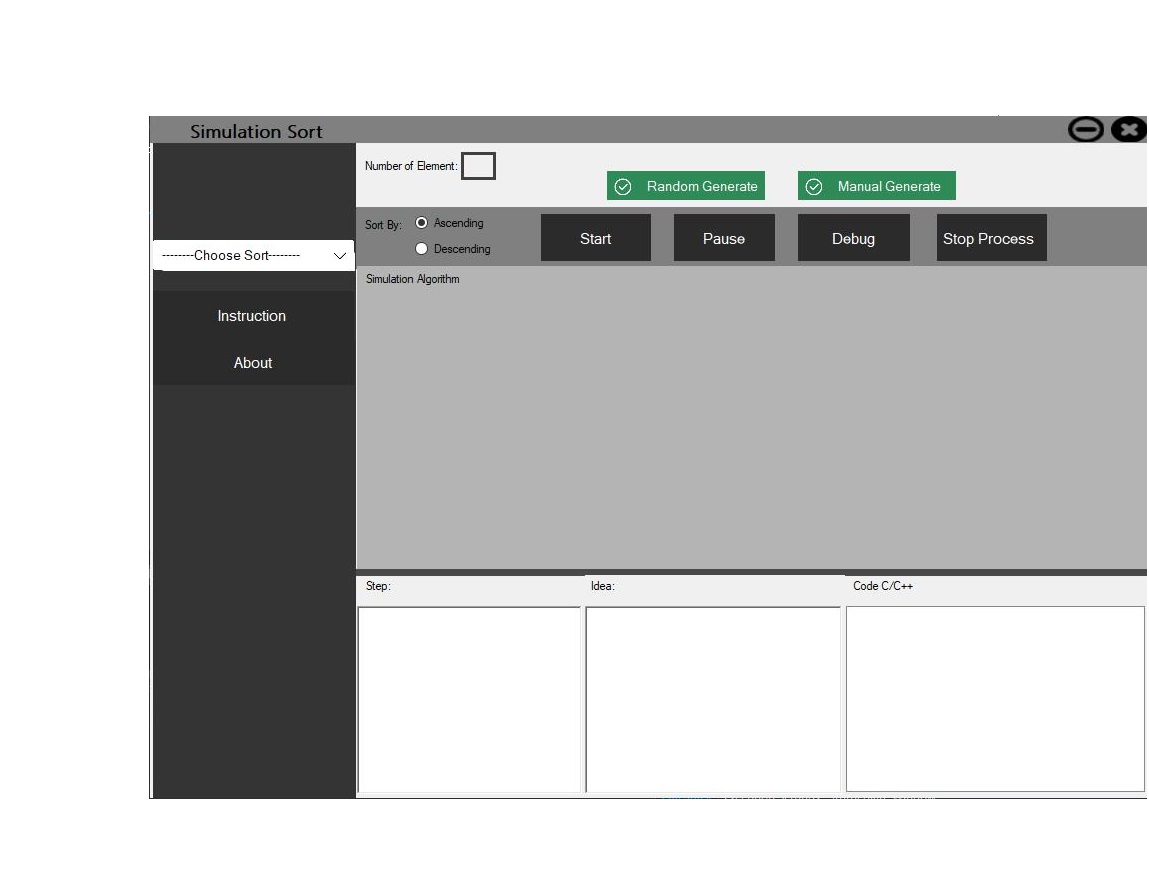 Simulation Sort
Number of Element:
Random Generate
Manual Generate
--------Choose Sort--------
Sort By:
Ascending
Descending
Start
Pause
Debug
Stop Process
Instruction
About
Simulation Algorithm
Step:
Idea:
Code C/C++